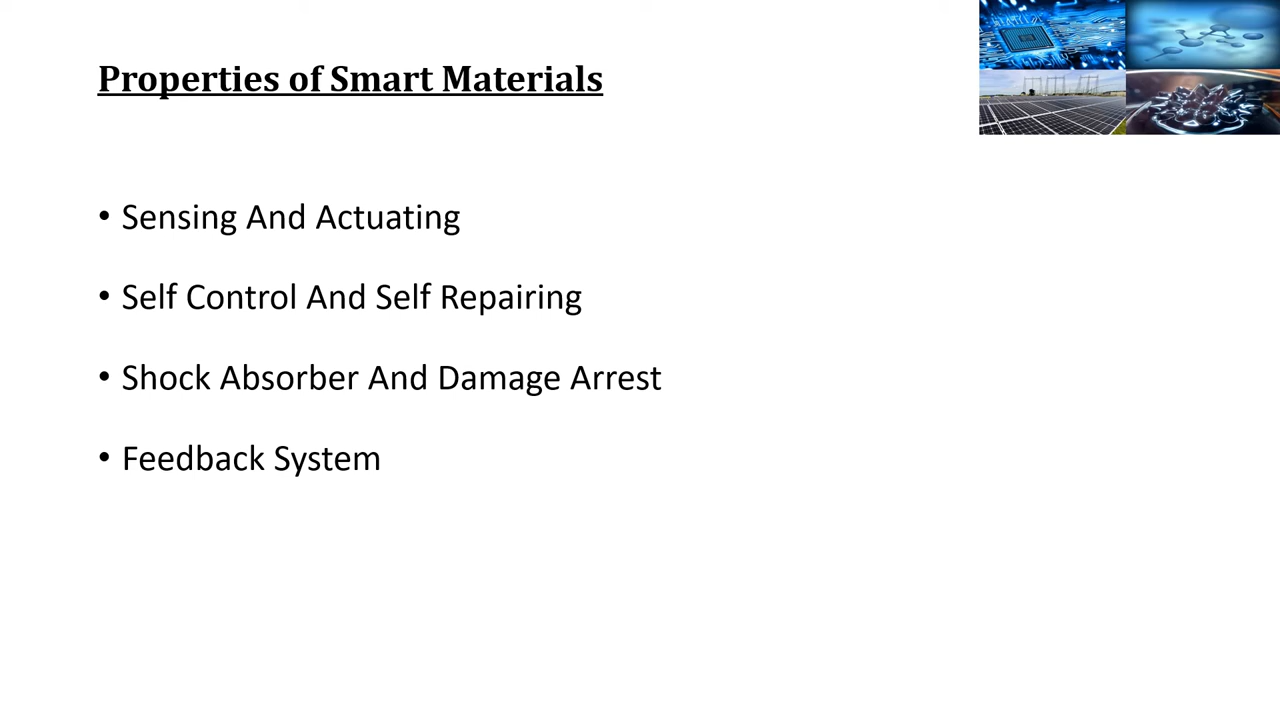 Properties of Smart Materials
• Sensing And Actuating
• Self Control And Self Repairing
• Shock Absorber And Damage Arrest
• Feedback System